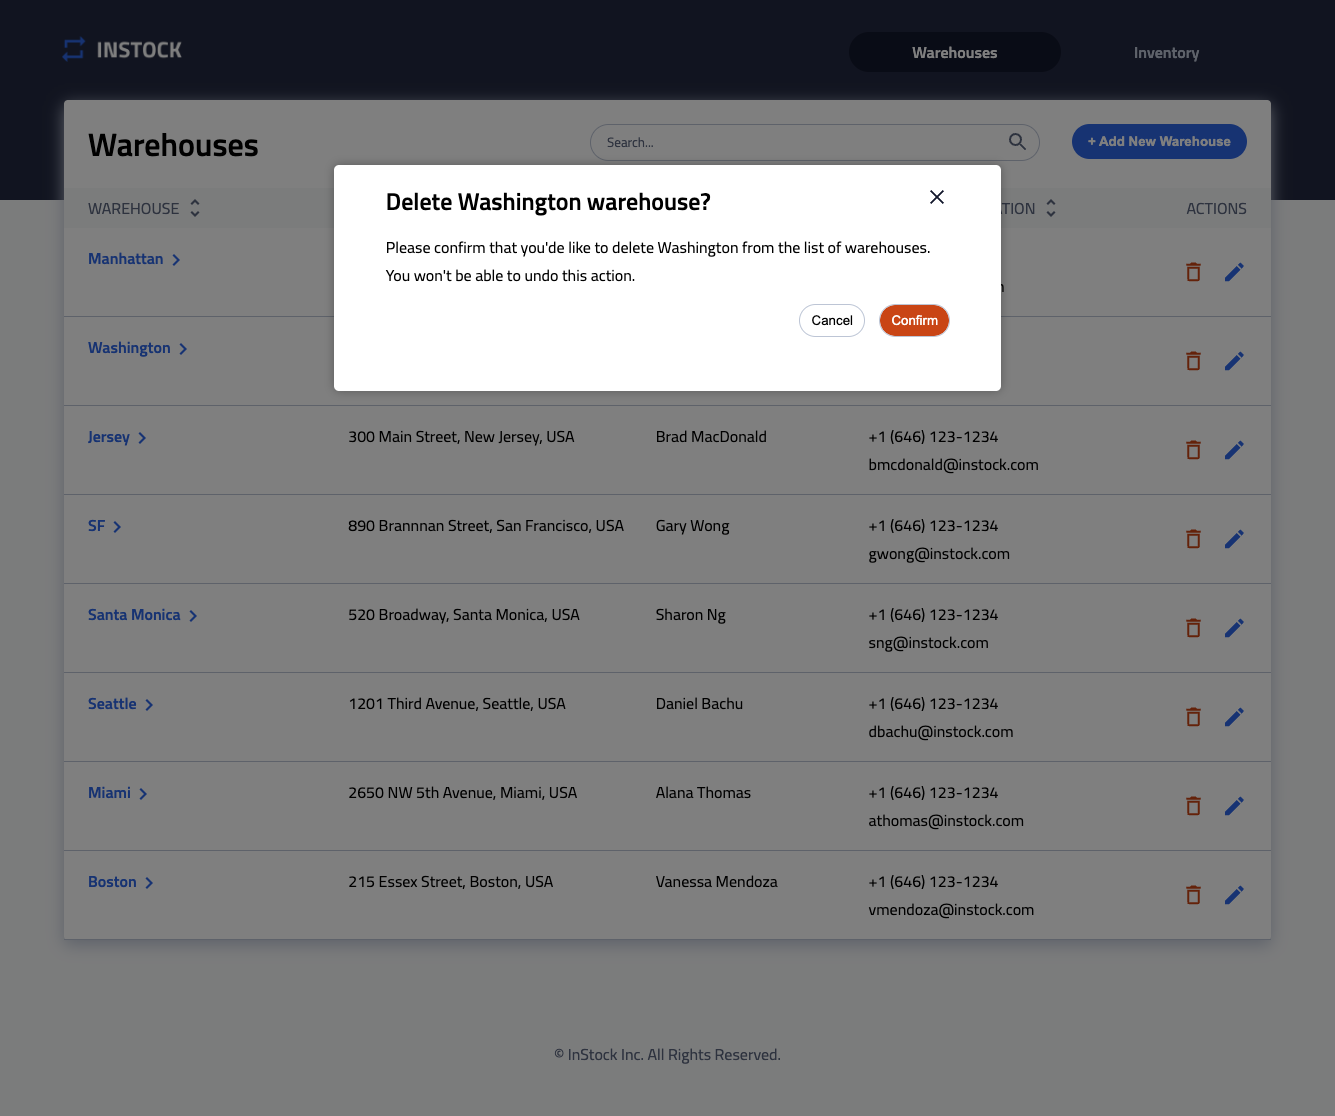 INSTOCK
Warehouses
Inventory
Warehouses
Search...
+ Add New Warehouse
Delete Washington warehouse?
Please confirm that you'de like to delete Washington from the list of warehouses.
You won't be able to undo this action.
Cancel
Confirm
WAREHOUSE
ACTIONS
Manhattan
Washington
Jersey
300 Main Street, New Jersey, USA
Brad MacDonald
+1 (646) 123-1234
bmcdonald@instock.com
SF
890 Brannnan Street, San Francisco, USA
Gary Wong
+1 (646) 123-1234
gwong@instock.com
Santa Monica
520 Broadway, Santa Monica, USA
Sharon Ng
+1 (646) 123-1234
sng@instock.com
Seattle
1201 Third Avenue, Seattle, USA
Daniel Bachu
+1 (646) 123-1234
dbachu@instock.com
Miami
2650 NW 5th Avenue, Miami, USA
Alana Thomas
+1 (646) 123-1234
athomas@instock.com
Boston
215 Essex Street, Boston, USA
Vanessa Mendoza
+1 (646) 123-1234
vmendoza@instock.com
© InStock Inc. All Rights Reserved.